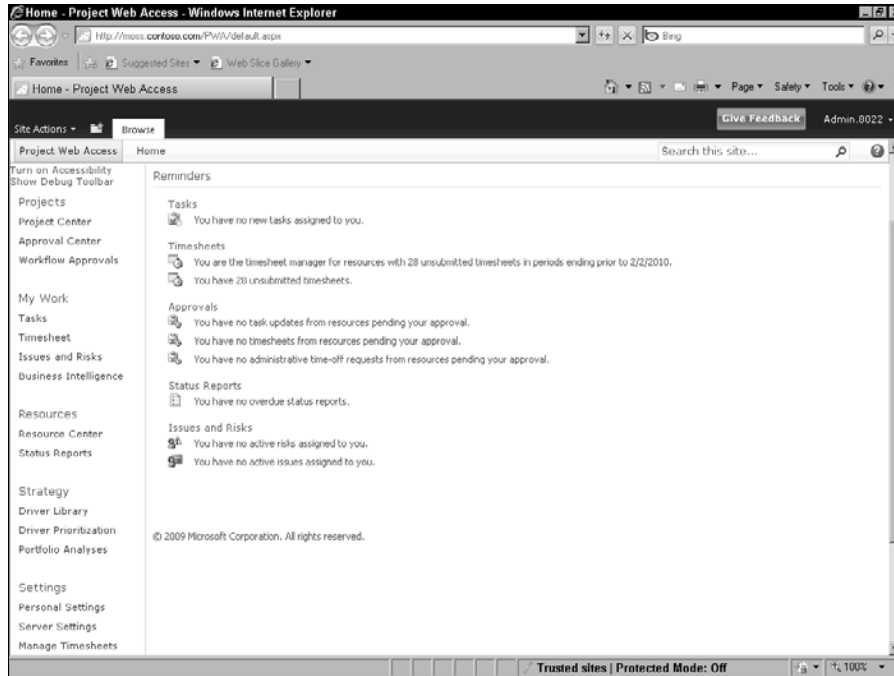 Home - Project Web Access - Windows Internet Explorer
http://moss.contoso.com/PWA/default.aspx
Bing
Favorites Suggested Sites Web Slice Gallery
Home - Project Web Access
Page Safety Tools
Give Feedback Admin.8022
Site Actions Browse
Project Web Access Home
Search this site...
Turn on Accessibility
Show Debug Toolbar
Projects
Project Center
Approval Center
Workflow Approvals
My Work
Tasks
Timesheet
Issues and Risks
Business Intelligence
Resources
Resource Center
Status Reports
Strategy
Driver Library
Driver Prioritization
Portfolio Analyses
Settings
Personal Settings
Server Settings
Manage Timesheets
Reminders
Tasks
You have no new tasks assigned to you.
Timesheets
You are the timesheet manager for resources with 28 unsubmitted timesheets in periods ending prior to 2/2/2010.
You have 28 unsubmitted timesheets.
Approvals
You have no task updates from resources pending your approval.
You have no timesheets from resources pending your approval.
You have no administrative time-off requests from resources pending your approval.
Status Reports
You have no overdue status reports.
Issues and Risks
You have no active risks assigned to you.
You have no active issues assigned to you.
© 2009 Microsoft Corporation. All rights reserved.
Trusted sites | Protected Mode: Off
100%